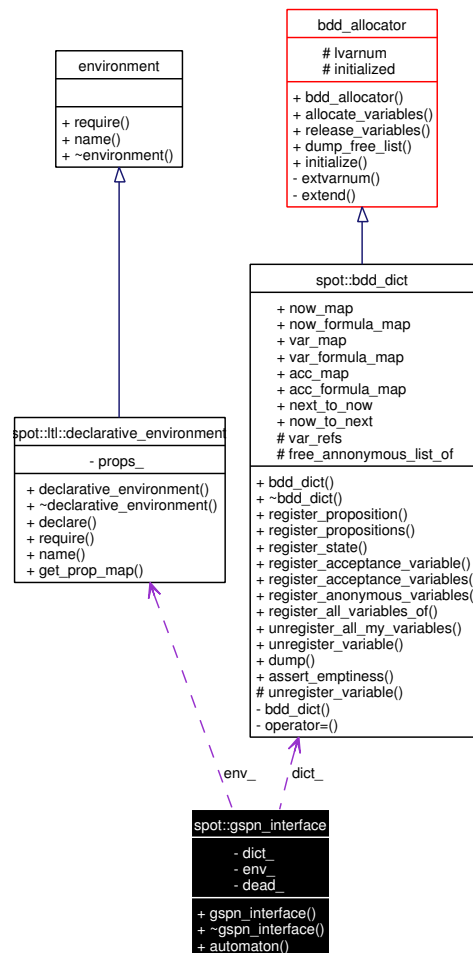 bdd_allocator
# lvarnum
# initialized
+ bdd_allocator()
+ allocate_variables()
+ release_variables()
+ dump_free_list()
+ initialize()
- extvarnum()
- extend()
environment
+ require()
+ name()
+ ~environment()
spot::bdd_dict
+ now_map
+ now_formula_map
+ var_map
+ var_formula_map
+ acc_map
+ acc_formula_map
+ next_to_now
+ now_to_next
# var_refs
# free_annonymous_list_of
+ bdd_dict()
+ ~bdd_dict()
+ register_proposition()
+ register_propositions()
+ register_state()
+ register_acceptance_variable()
+ register_acceptance_variables()
+ register_anonymous_variables()
+ register_all_variables_of()
+ unregister_all_my_variables()
+ unregister_variable()
+ dump()
+ assert_emptiness()
# unregister_variable()
- bdd_dict()
- operator=()
spot::ltl::declarative_environment
- props_
+ declarative_environment()
+ ~declarative_environment()
+ declare()
+ require()
+ name()
+ get_prop_map()
env_
dict_
spot::gspn_interface
- dict_
- env_
- dead_
+ gspn_interface()
+ ~gspn_interface()
+ automaton()